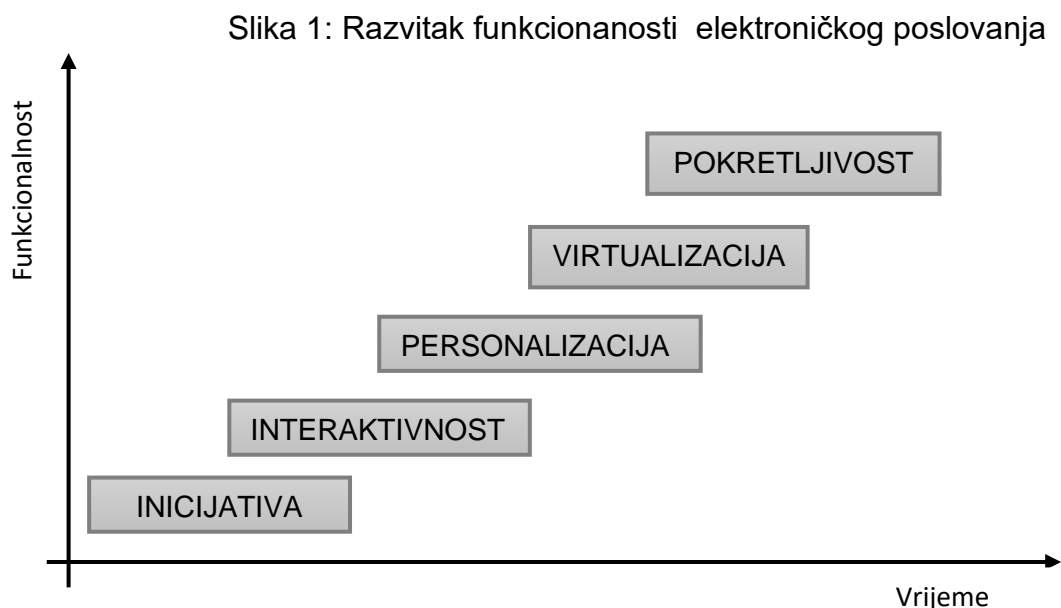 Slika 1: Razvitak funkcionanosti elektroničkog poslovanja
Funkcionalnost
POKRETLJIVOST
VIRTUALIZACIJA
PERSONALIZACIJA
INTERAKTIVNOST
INICIJATIVA
Vrijeme